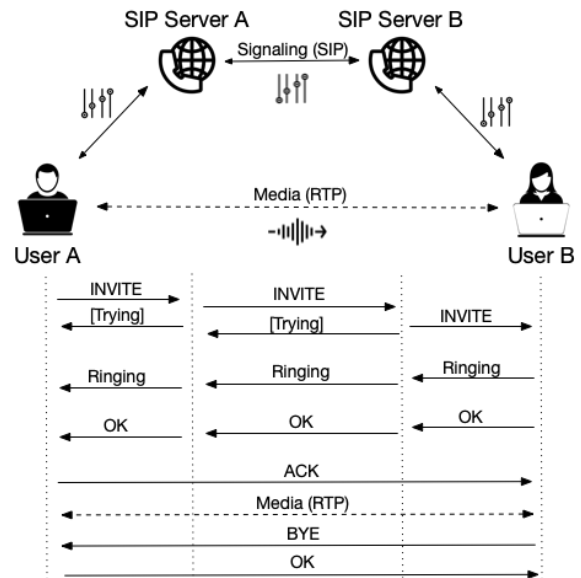 SIP Server A
SIP Server B
Signaling (SIP)
Media (RTP)
User A
User B
INVITE
INVITE
[Trying]
[Trying]
INVITE
Ringing
Ringing
Ringing
OK
OK
OK
ACK
Media (RTP)
BYE
OK